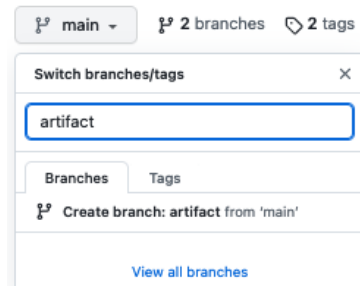 main 2 branches 2 tags
Switch branches/tags
artifact
Branches Tags
Create branch: artifact from 'main'
View all branches